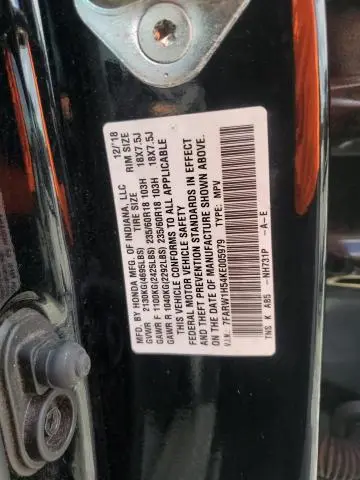 MFD. BY HONDA MFG. OF INDIANA, LLC 12/'18
TIRE SIZE RIM SIZE
GVWR 2130KG(4695LBS)
GAWR F 1100KG(2425LBS) 235/60R18 103H 18X7.5J
GAWR R 1040KG(2292LBS) 235/60R18 103H 18X7.5J
THIS VEHICLE CONFORMS TO ALL APPLICABLE
FEDERAL MOTOR VEHICLE SAFETY
AND THEFT PREVENTION STANDARDS IN EFFECT
ON THE DATE OF MANUFACTURE SHOWN ABOVE.
V.I.N: 7FARW1H54KE005979 TYPE: MPV
TNS K A85 - NH731P -A-E